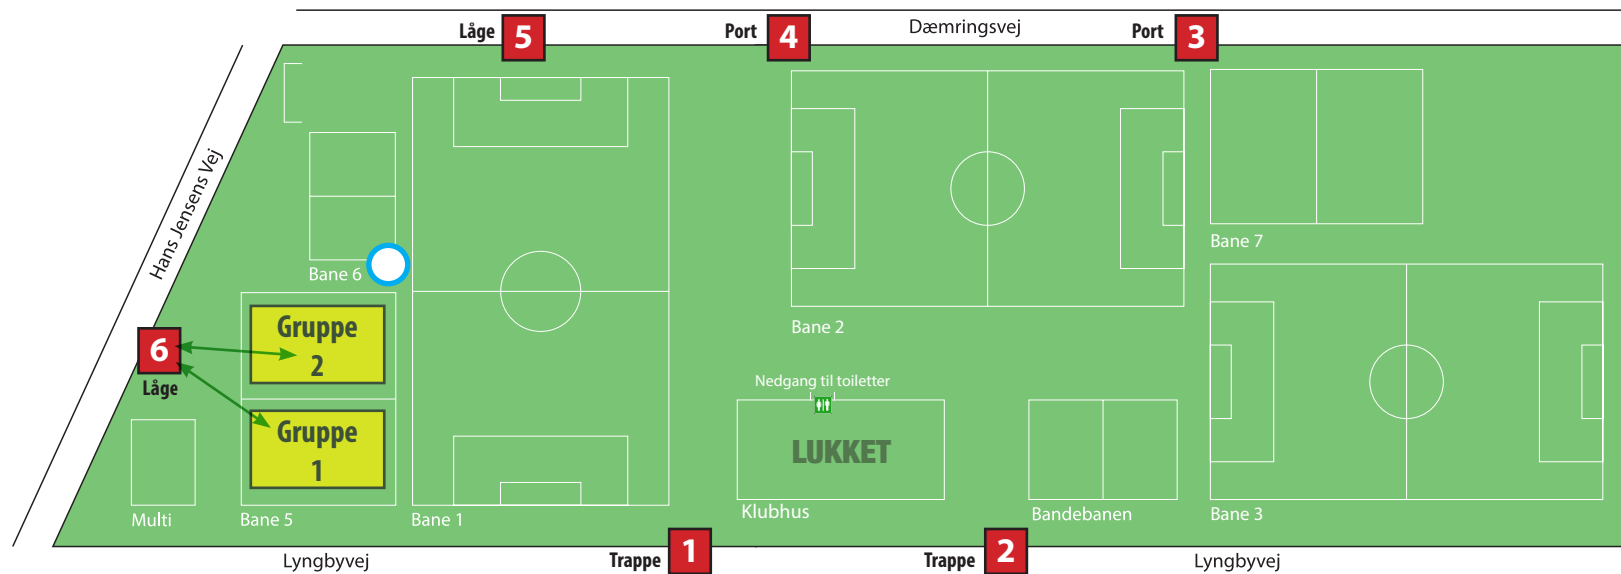 Dæmringsvej
Låge 5
Port 4
Port 3
Hans Jensens Vej
Bane 6
Bane 7
Gruppe
2
6
Låge
Bane 2
Nedgang til toiletter
LUKKET
Gruppe
1
Multi
Bane 5
Bane 1
Klubhus
Bandebanen
Bane 3
Lyngbyvej
Trappe 1
Trappe 2
Lyngbyvej